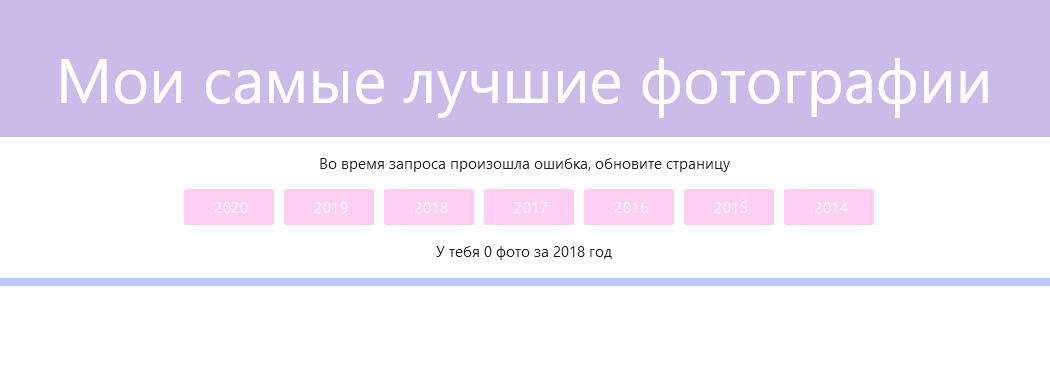 Мои самые лучшие фотографии
Во время запроса произошла ошибка, обновите страницу
2020 2019 2018 2017 2016 2015 2014
У тебя 0 фото за 2018 год